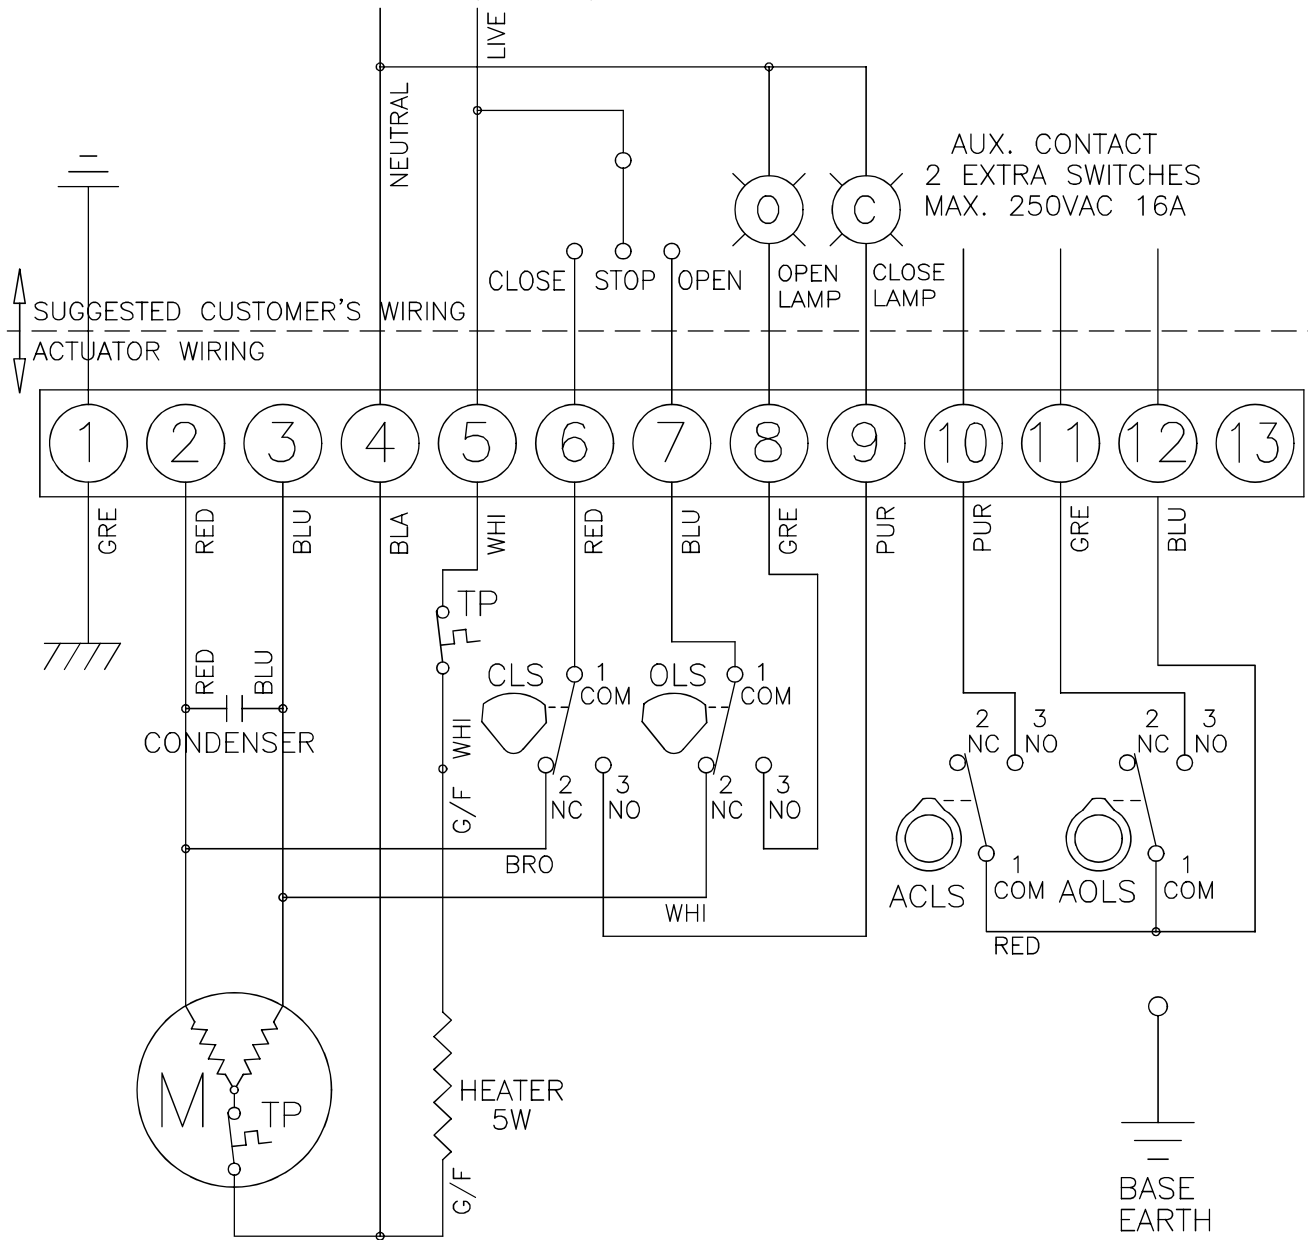 LIVE
NEUTRAL
AUX. CONTACT
2 EXTRA SWITCHES
MAX. 250VAC 16A
O
C
CLOSE
STOP
OPEN
OPEN
LAMP
CLOSE
LAMP
SUGGESTED CUSTOMER'S WIRING
ACTUATOR WIRING
1
2
3
4
5
6
7
8
9
10
11
12
13
GRE
RED
BLU
BLA
WHI
RED
BLU
GRE
PUR
PUR
GRE
BLU
TP
RED
BLU
CONDENSER
WHI
G/F
CLS
1
COM
2
NC
3
NO
OLS
1
COM
2
NC
3
NO
2
NC
3
NO
2
NC
3
NO
BRO
WHI
ACLS
1
COM
AOLS
1
COM
RED
M
TP
HEATER
5W
G/F
BASE
EARTH